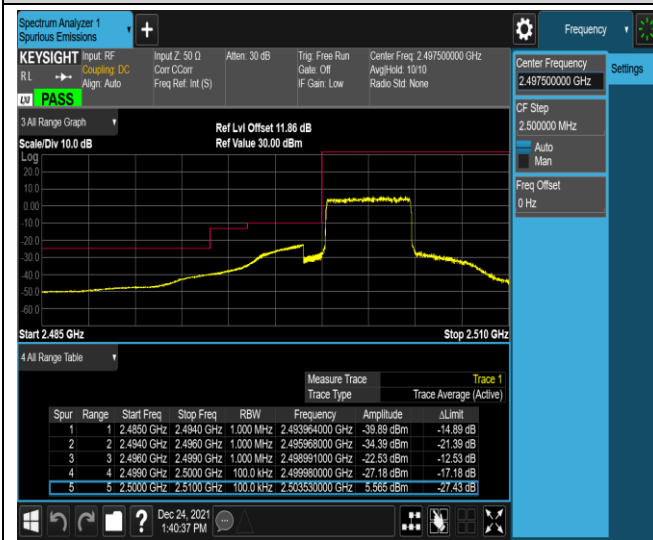 Spectrum Analyzer 1
Spurious Emissions
+
Frequency
KEYSIGHT
RL
Input: RF
Coupling: DC
Align: Auto
Input Z: 50 Ω
Corr CCorr
Freq Ref: Int (S)
Atten: 30 dB
Trig: Free Run
Gate: Off
IF Gain: Low
Center Freq: 2.497500000 GHz
Avg|Hold: 10/10
Radio Std: None
LXI PASS
Center Frequency
2.497500000 GHz
Settings
CF Step
2.500000 MHz
Auto
Man
Freq Offset
0 Hz
3 All Range Graph
Scale/Div 10.0 dB
Ref Lvl Offset 11.86 dB
Ref Value 30.00 dBm
Log
20.0
10.0
0.00
-10.0
-20.0
-30.0
-40.0
-50.0
-60.0
Start 2.485 GHz
Stop 2.510 GHz
4 All Range Table
Measure Trace Trace 1
Trace Type Trace Average (Active)
Spur Range Start Freq Stop Freq RBW Frequency Amplitude ΔLimit
1 1 2.4850 GHz 2.4940 GHz 1.000 MHz 2.493964000 GHz -39.89 dBm -14.89 dB
2 2 2.4940 GHz 2.4960 GHz 1.000 MHz 2.495968000 GHz -34.39 dBm -21.39 dB
3 3 2.4960 GHz 2.4990 GHz 1.000 MHz 2.498991000 GHz -22.53 dBm -12.53 dB
4 4 2.4990 GHz 2.5000 GHz 100.0 kHz 2.499980000 GHz -27.18 dBm -17.18 dB
5 5 2.5000 GHz 2.5100 GHz 100.0 kHz 2.503530000 GHz 5.565 dBm -27.43 dB
?
Dec 24, 2021
1:40:37 PM